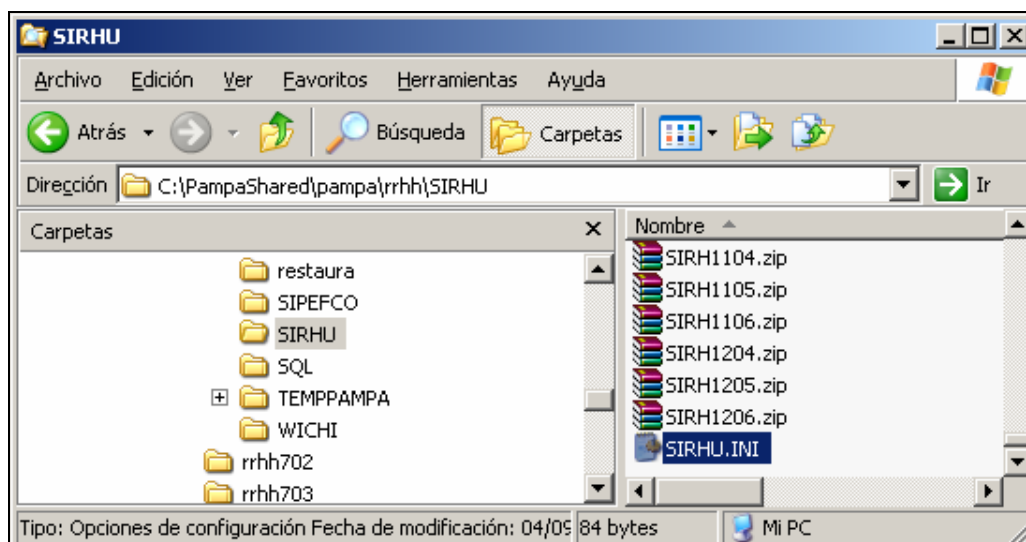 SIRHU
Archivo Edición Ver Favoritos Herramientas Ayuda
Atrás Búsqueda Carpetas
Dirección C:\PampaShared\pampa\rrhh\SIRHU Ir
Carpetas
restaura
SIPEFCO
SIRHU
SQL
TEMPPAMPA
WICHI
rrhh702
rrhh703
Nombre
SIRH1104.zip
SIRH1105.zip
SIRH1106.zip
SIRH1204.zip
SIRH1205.zip
SIRH1206.zip
SIRHU.INI
Tipo: Opciones de configuración Fecha de modificación: 04/09 84 bytes Mi PC